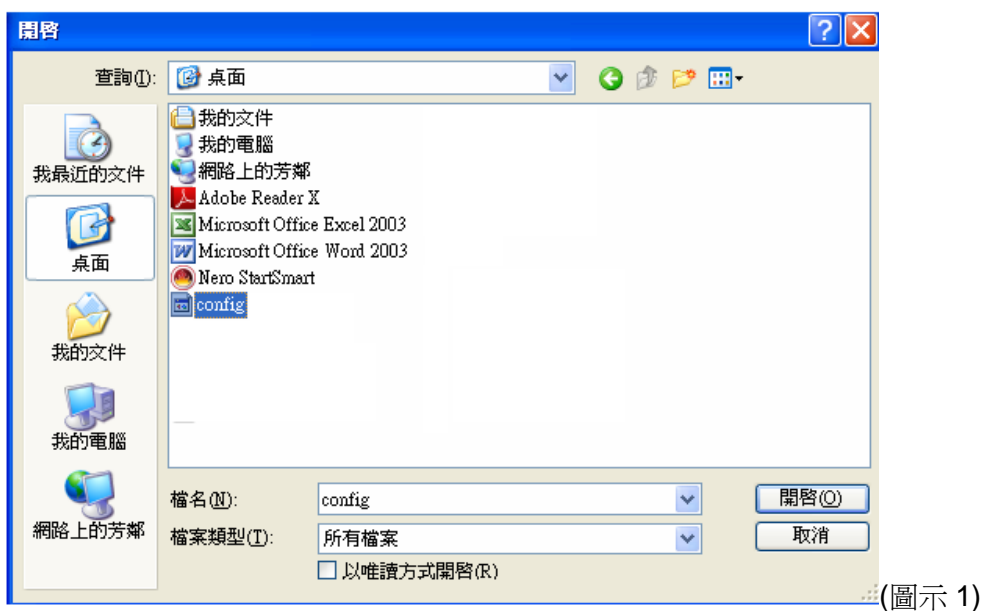 開啓
查詢(I):
桌面
我最近的文件
桌面
我的文件
我的電腦
網路上的芳鄰
我的文件
我的電腦
網路上的芳鄰
Adobe Reader X
Microsoft Office Excel 2003
Microsoft Office Word 2003
Nero StartSmart
config
檔名(N):
config
開啓(O)
檔案類型(T):
所有檔案
取消
以唯讀方式開啓(R)
(圖示 1)